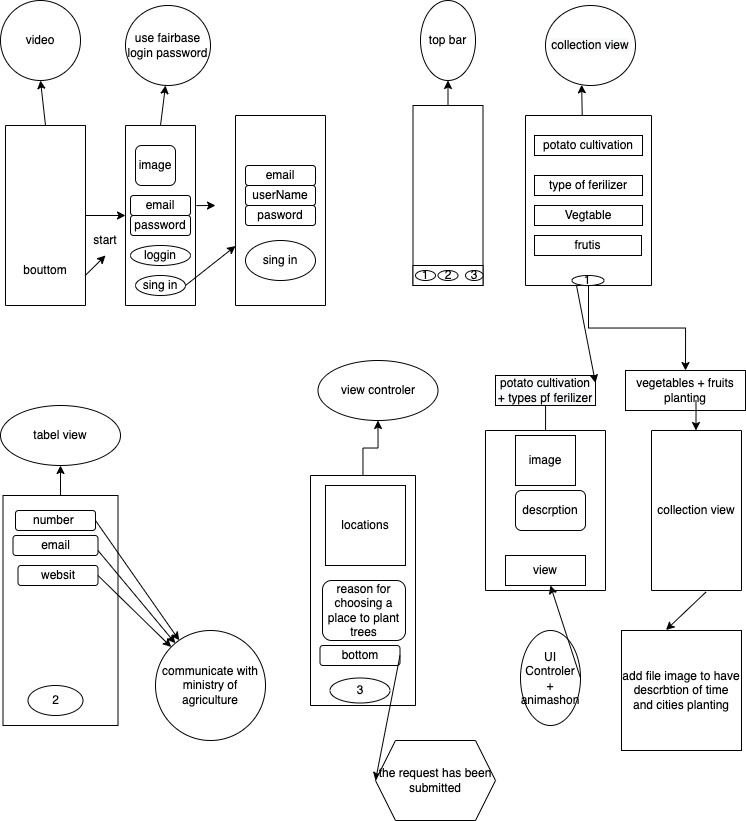 video
use fairbase
login password)
top bar
collection view
image
email
password
loggin
sing in
start
bouttom
email
userName
pasword
sing in
1
2
3
potato cultivation
type of ferilizer
Vegtable
frutis
1
potato cultivation
+ types pf ferilizer
vegetables + fruits
planting
view controler
tabel view
number
email
websit
2
communicate with
ministry of
agriculture
locations
reason for
choosing a
place to plant
trees
bottom
3
the request has been
submitted
image
descrption
view
UI
Controler
+
animashon
collection view
add file image to have
descrbtion of time
and cities planting